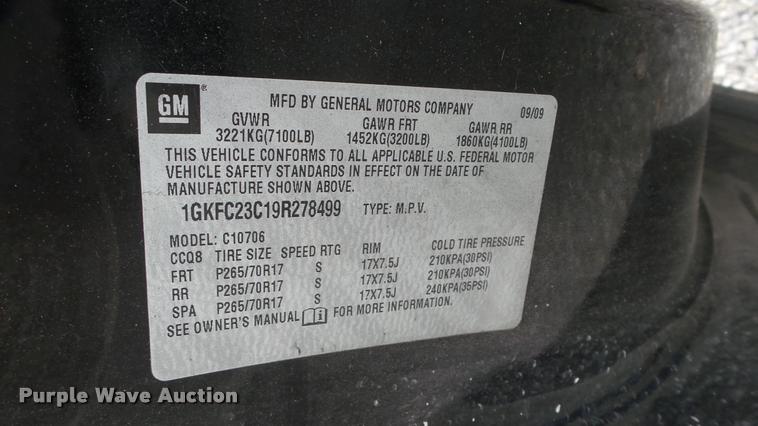 GM ®
MFD BY GENERAL MOTORS COMPANY 09/09
GVWR GAWR FRT GAWR RR
3221KG(7100LB) 1452KG(3200LB) 1860KG(4100LB)
THIS VEHICLE CONFORMS TO ALL APPLICABLE U.S. FEDERAL MOTOR
VEHICLE SAFETY STANDARDS IN EFFECT ON THE DATE OF
MANUFACTURE SHOWN ABOVE.
1GKFC23C19R278499 TYPE: M.P.V.
MODEL: C10706
CCQ8 TIRE SIZE SPEED RTG RIM COLD TIRE PRESSURE
FRT P265/70R17 S 17X7.5J 210KPA(30PSI)
RR P265/70R17 S 17X7.5J 210KPA(30PSI)
SPA P265/70R17 S 17X7.5J 240KPA(35PSI)
SEE OWNER'S MANUAL i FOR MORE INFORMATION.
Purple Wave Auction